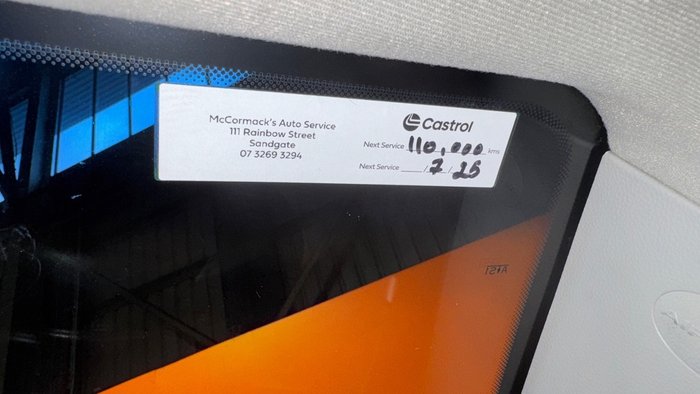 McCormack's Auto Service
111 Rainbow Street
Sandgate
07 3269 3294
Castrol
Next Service 110,000 kms
Next Service ____/7/25